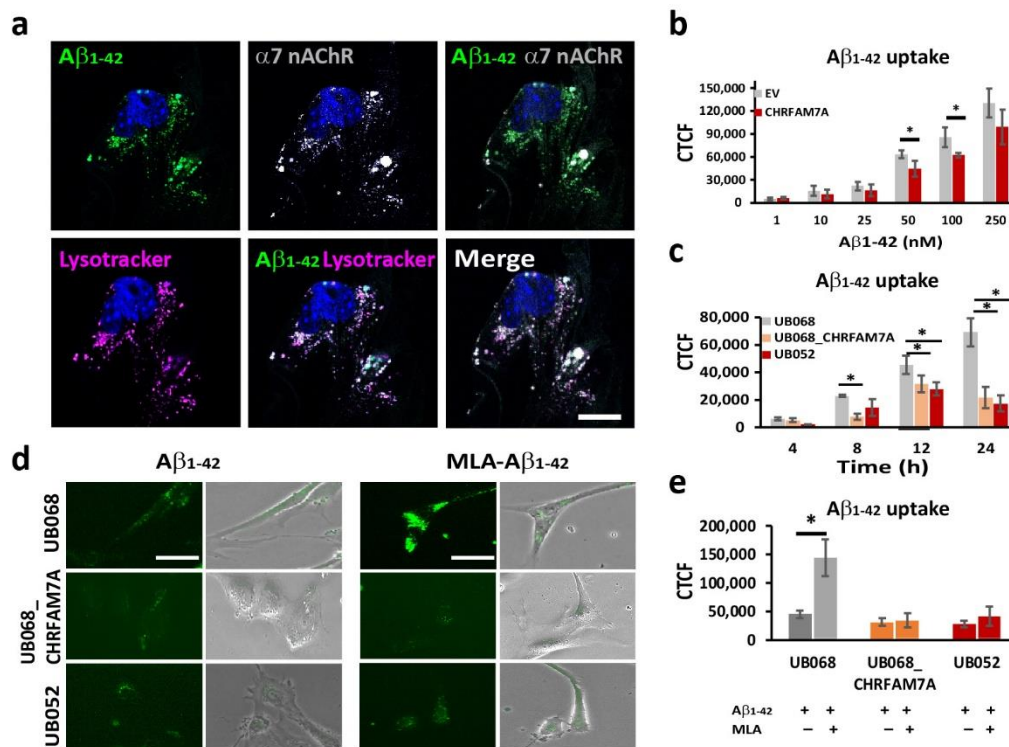 a
Aβ1-42
α7 nAChR
Aβ1-42 α7 nAChR
Lysotracker
Aβ1-42 Lysotracker
Merge
b
Aβ1-42 uptake
EV
CHRFAM7A
CTCF
150,000
120,000
90,000
60,000
30,000
0
* *
1 10 25 50 100 250
Aβ1-42 (nM)
c
Aβ1-42 uptake
UB068
UB068_CHRFAM7A
UB052
CTCF
80,000
60,000
40,000
20,000
0
* * * * *
4 8 12 24
Time (h)
d
Aβ1-42
MLA-Aβ1-42
UB068
UB068_
CHRFAM7A
UB052
e
Aβ1-42 uptake
CTCF
200,000
150,000
100,000
50,000
0
*
UB068 UB068_ UB052
CHRFAM7A
Aβ1-42 + + + + + +
MLA – + – + – +